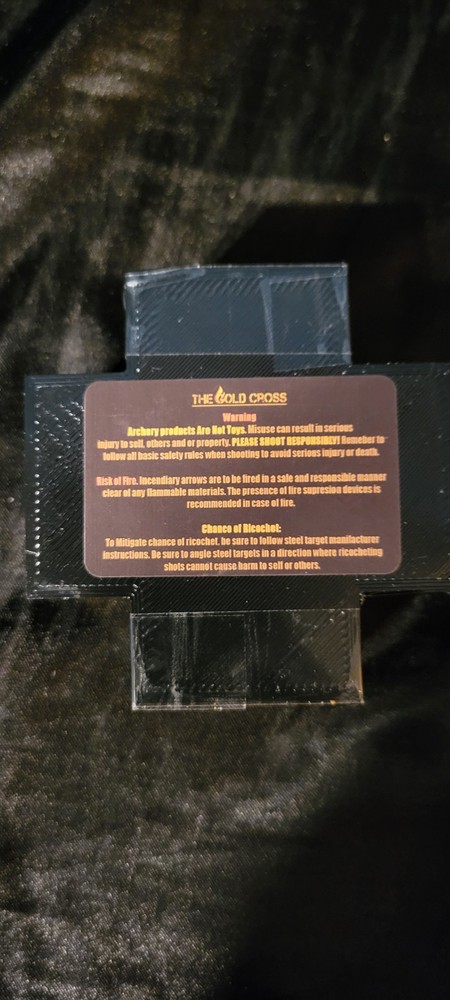 THE GOLD CROSS
Warning
Archery products Are Not Toys. Misuse can result in serious
injury to self, others and or property. PLEASE SHOOT RESPONSIBLY! Remeber to
follow all basic safety rules when shooting to avoid serious injury or death.
Risk of Fire. Incendiary arrows are to be fired in a safe and responsible manner
clear of any flammable materials. The presence of fire supresion devices is
recommended in case of fire.
Chance of Ricochet:
To Mitigate chance of ricochet, be sure to follow steel target manifacturer
instructions. Be sure to angle steel targets in a direction where ricocheting
shots cannot cause harm to self or others.